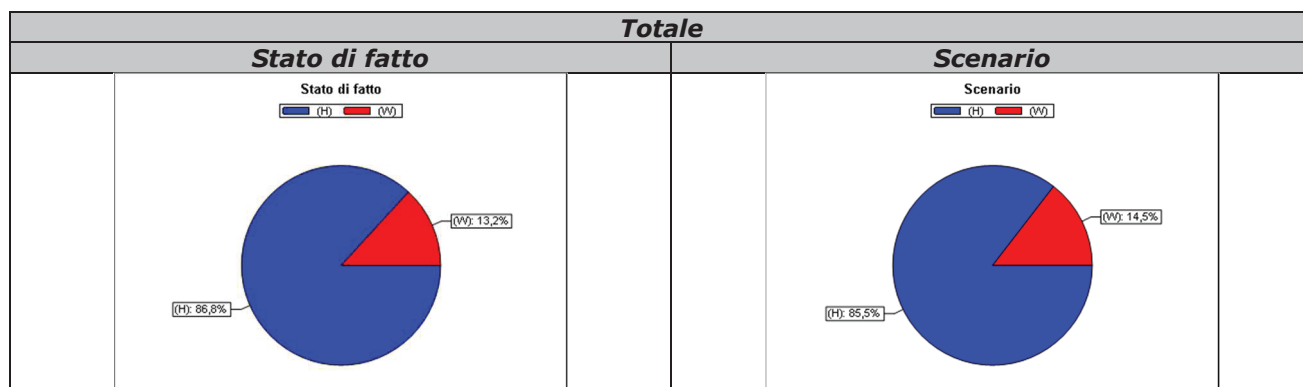 Totale
Stato di fatto
Scenario
Stato di fatto
(H) (W)
(W): 13,2%
(H): 86,8%
Scenario
(H) (W)
(W): 14,5%
(H): 85,5%